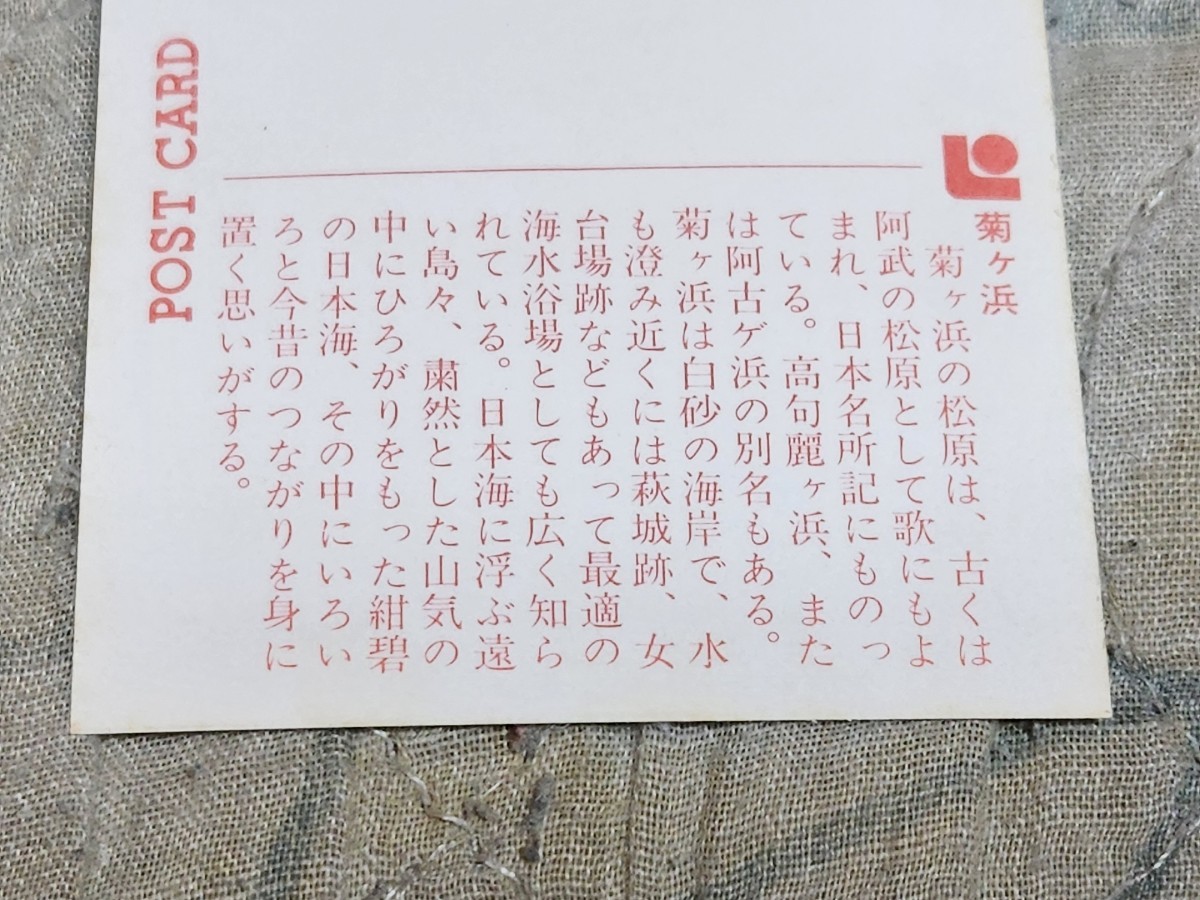 POST CARD
菊ヶ浜
菊ヶ浜の松原は、古くは
阿武の松原として歌にもよ
まれ、日本名所記にものっ
ている。高句麗ヶ浜、また
は阿古ゲ浜の別名もある。
菊ヶ浜は白砂の海岸で、水
も澄み近くには萩城跡、女
台場跡などもあって最適の
海水浴場としても広く知ら
れている。日本海に浮ぶ遠
い島々、粛然とした山気の
中にひろがりをもった紺碧
の日本海、その中にいろい
ろと今昔のつながりを身に
置く思いがする。